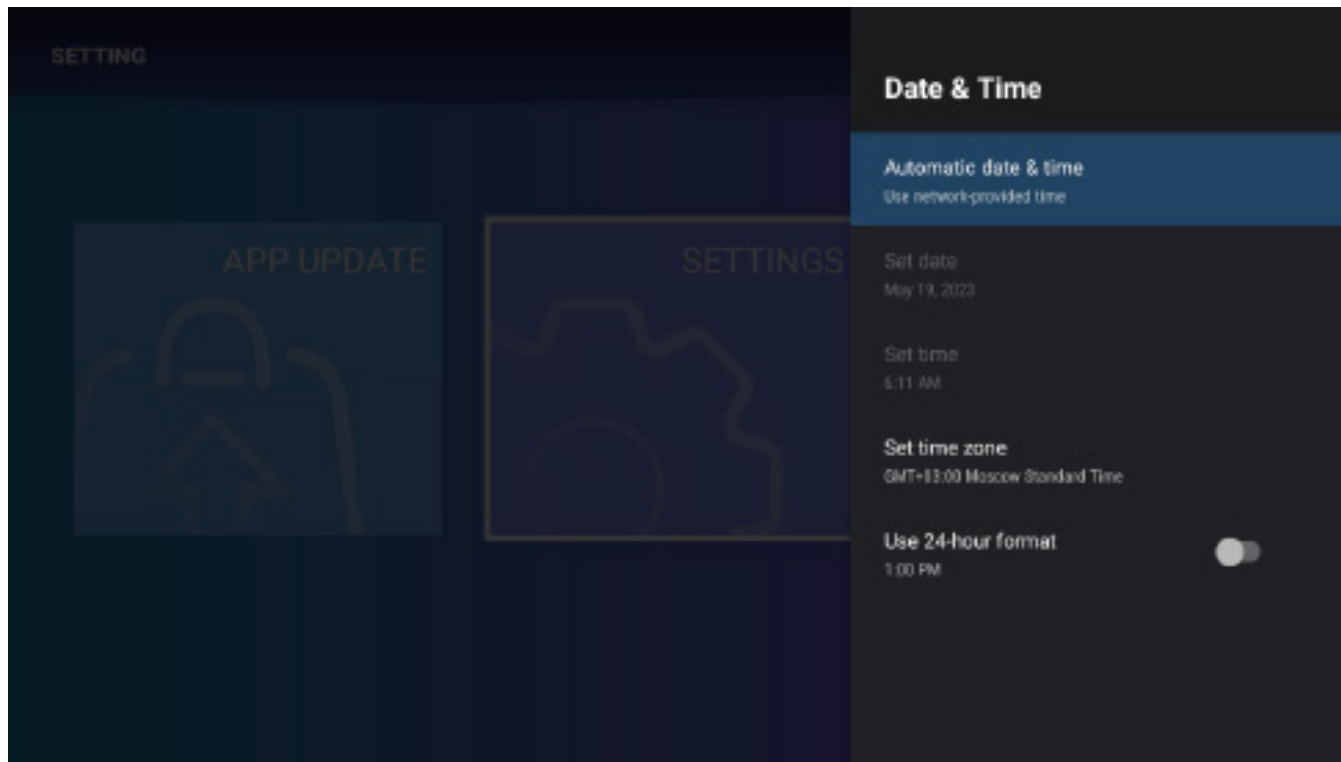 SETTING
APP UPDATE
SETTINGS
Date & Time
Automatic date & time
Use network-provided time
Set date
May 19, 2023
Set time
6:11 AM
Set time zone
GMT+03:00 Moscow Standard Time
Use 24-hour format
1:00 PM